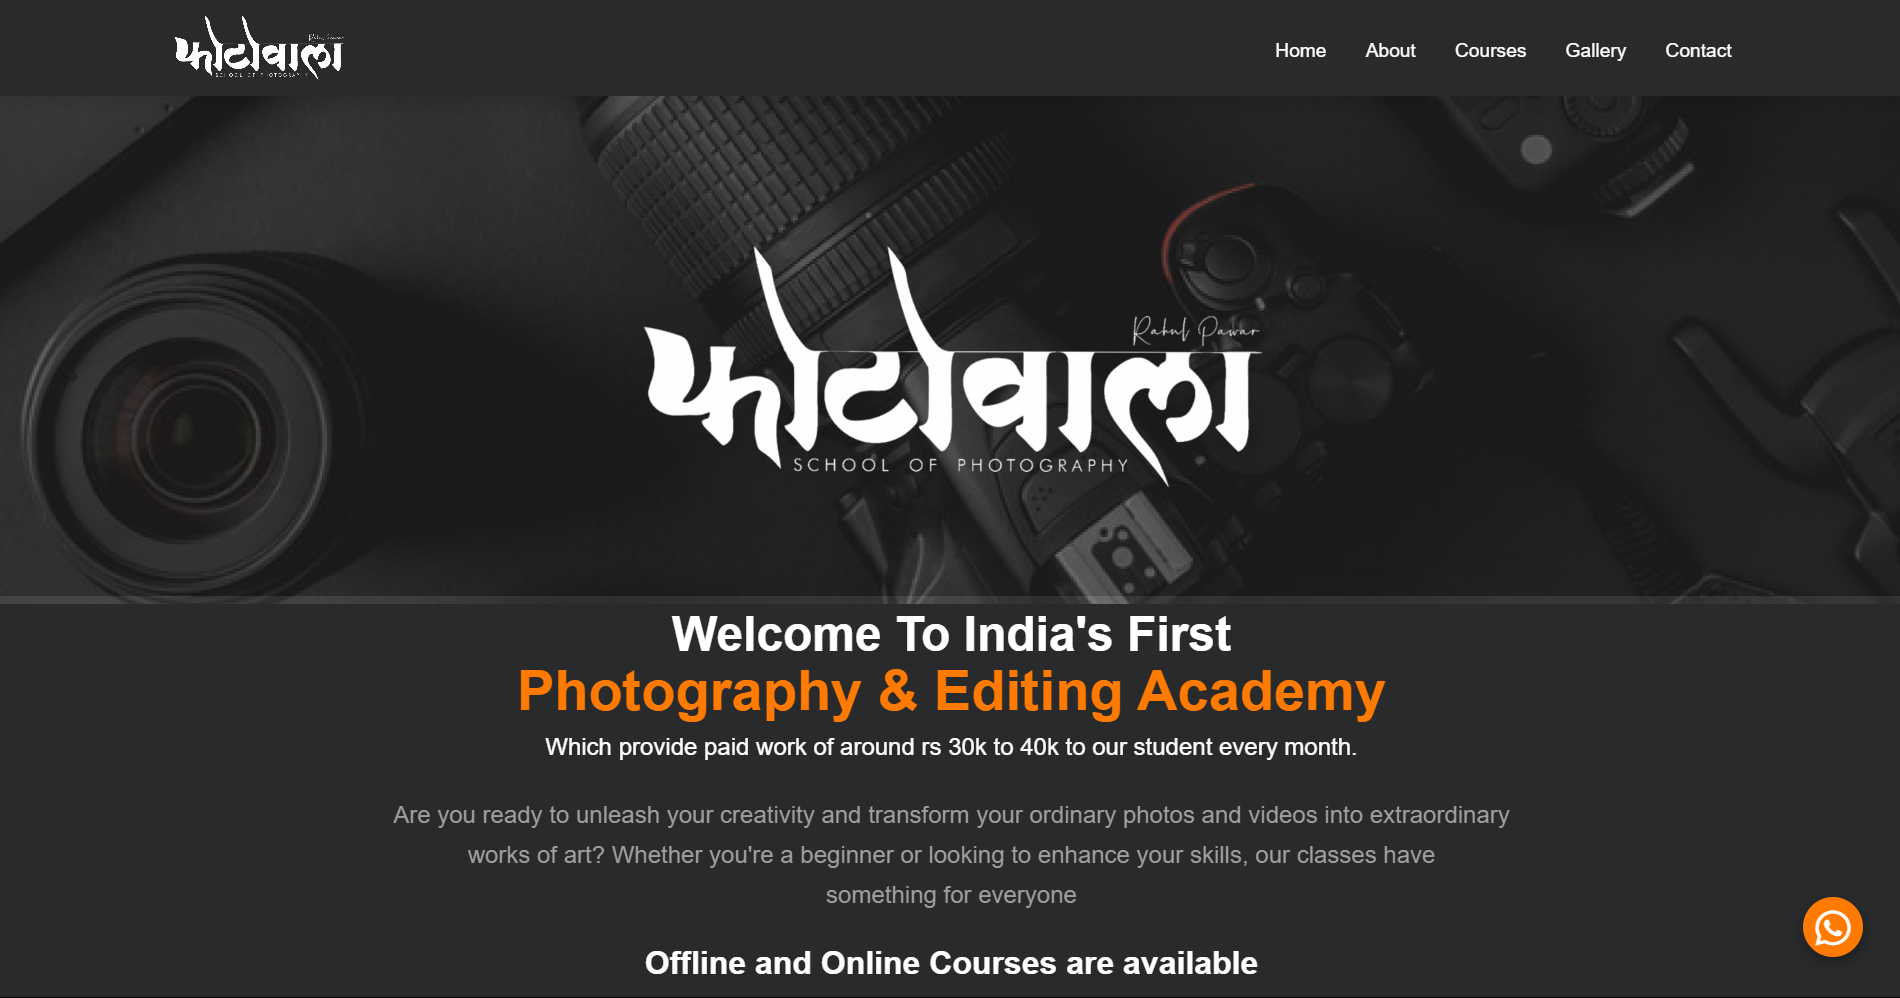 फोटोवाला
Rahul Pawar
SCHOOL OF PHOTOGRAPHY
Home About Courses Gallery Contact
Rahul Pawar
फोटोवाला
SCHOOL OF PHOTOGRAPHY
Welcome To India's First
Photography & Editing Academy
Which provide paid work of around rs 30k to 40k to our student every month.
Are you ready to unleash your creativity and transform your ordinary photos and videos into extraordinary
works of art? Whether you're a beginner or looking to enhance your skills, our classes have
something for everyone
Offline and Online Courses are available